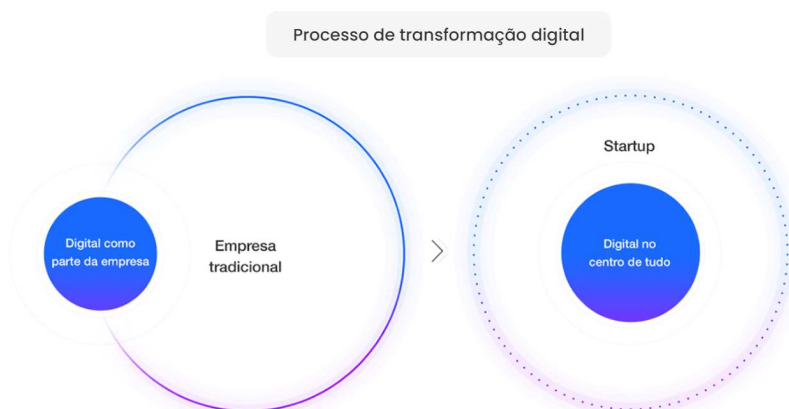 Processo de transformação digital
Digital como
parte da empresa
Empresa
tradicional
Startup
Digital no
centro de tudo